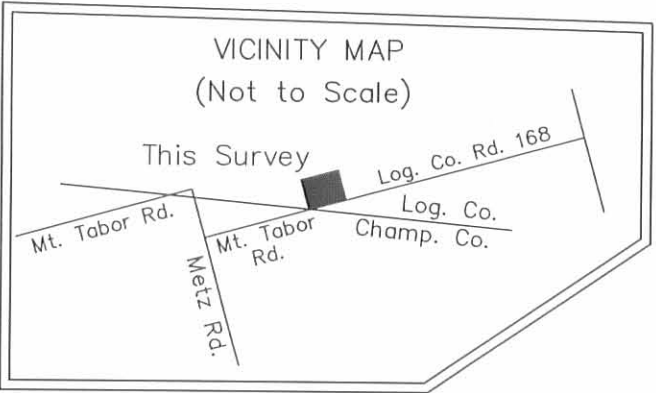 VICINITY MAP
(Not to Scale)
This Survey
Log. Co. Rd. 168
Mt. Tabor Rd.
Log. Co.
Mt. Tabor
Rd.
Champ. Co.
Metz Rd.